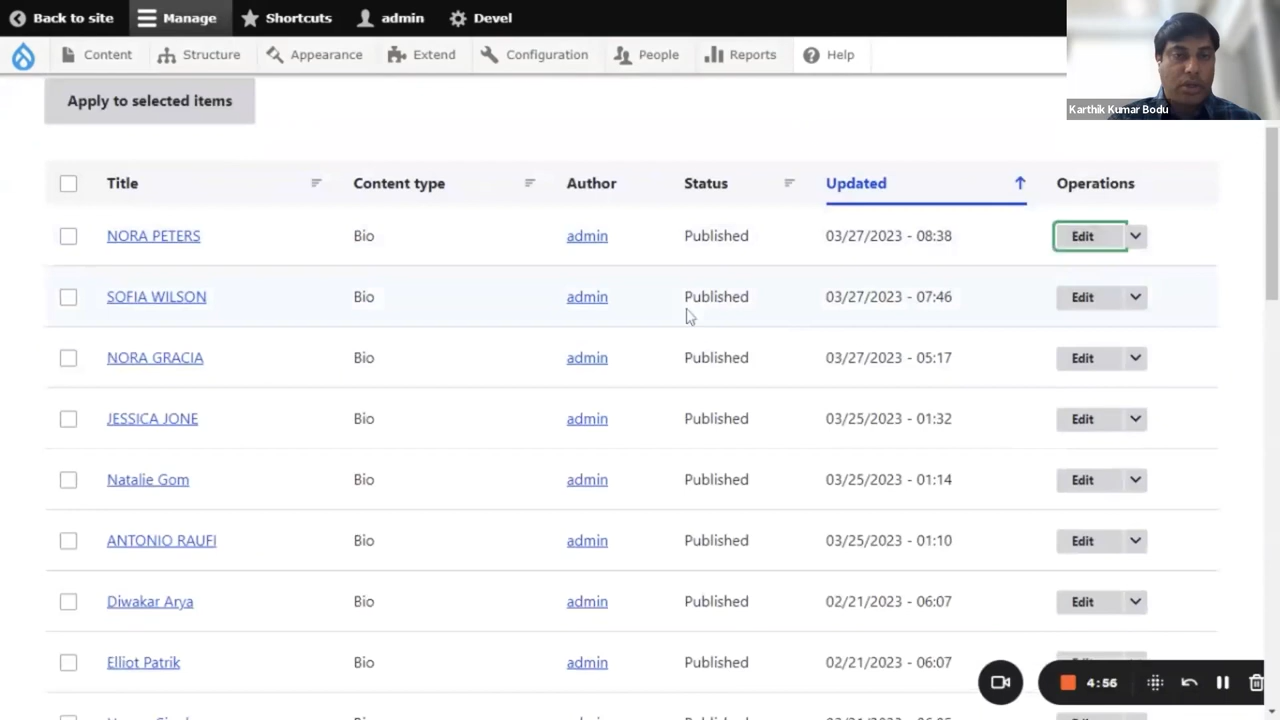 Back to site Manage Shortcuts admin Devel
Content Structure Appearance Extend Configuration People Reports Help
Karthik Kumar Bodu
Apply to selected items
Title Content type Author Status Updated Operations
NORA PETERS Bio admin Published 03/27/2023 - 08:38 Edit
SOFIA WILSON Bio admin Published 03/27/2023 - 07:46 Edit
NORA GRACIA Bio admin Published 03/27/2023 - 05:17 Edit
JESSICA JONE Bio admin Published 03/25/2023 - 01:32 Edit
Natalie Gom Bio admin Published 03/25/2023 - 01:14 Edit
ANTONIO RAUFI Bio admin Published 03/25/2023 - 01:10 Edit
Diwakar Arya Bio admin Published 02/21/2023 - 06:07 Edit
Elliot Patrik Bio admin Published 02/21/2023 - 06:07
4:56